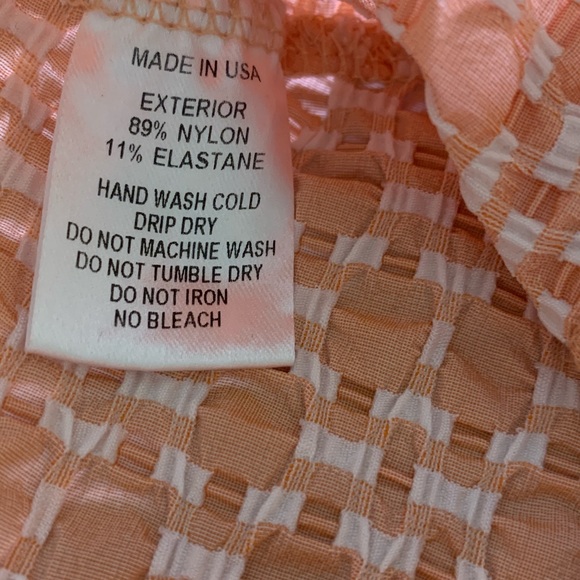 MADE IN USA
EXTERIOR
89% NYLON
11% ELASTANE
HAND WASH COLD
DRIP DRY
DO NOT MACHINE WASH
DO NOT TUMBLE DRY
DO NOT IRON
NO BLEACH